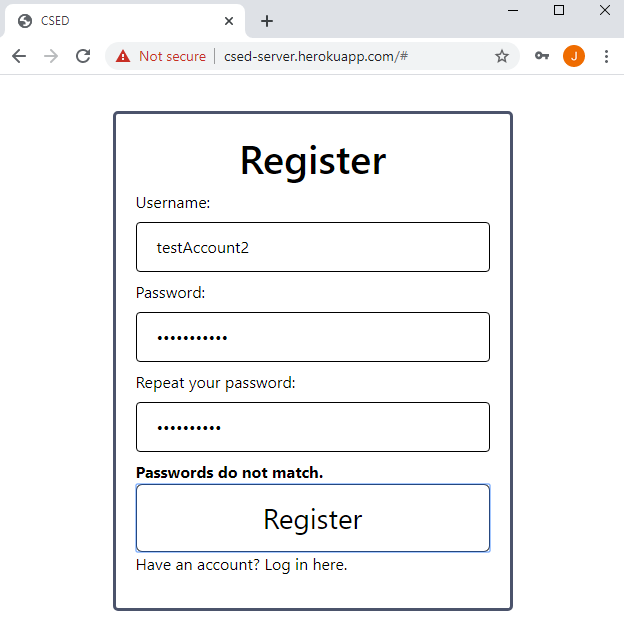 CSED
Not secure | csed-server.herokuapp.com/#
J
Register
Username:
testAccount2
Password:
•••••••••••
Repeat your password:
••••••••••
Passwords do not match.
Register
Have an account? Log in here.